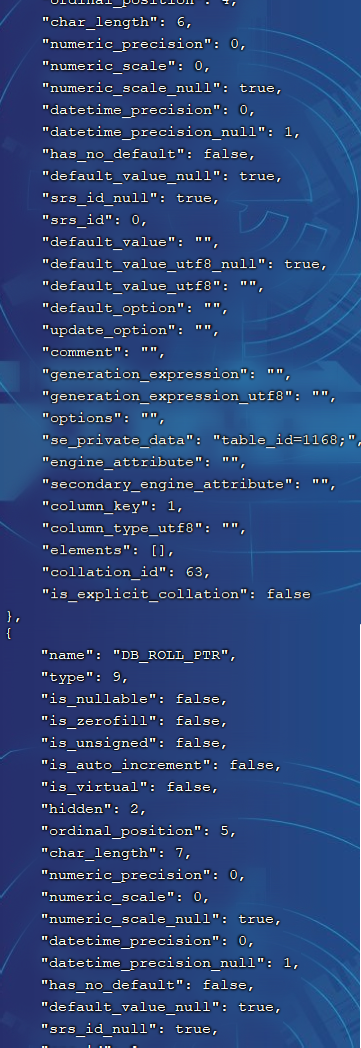 "ordinal_position": 4,
"char_length": 6,
"numeric_precision": 0,
"numeric_scale": 0,
"numeric_scale_null": true,
"datetime_precision": 0,
"datetime_precision_null": 1,
"has_no_default": false,
"default_value_null": true,
"srs_id_null": true,
"srs_id": 0,
"default_value": "",
"default_value_utf8_null": true,
"default_value_utf8": "",
"default_option": "",
"update_option": "",
"comment": "",
"generation_expression": "",
"generation_expression_utf8": "",
"options": "",
"se_private_data": "table_id=1168;",
"engine_attribute": "",
"secondary_engine_attribute": "",
"column_key": 1,
"column_type_utf8": "",
"elements": [],
"collation_id": 63,
"is_explicit_collation": false
},
{
"name": "DB_ROLL_PTR",
"type": 9,
"is_nullable": false,
"is_zerofill": false,
"is_unsigned": false,
"is_auto_increment": false,
"is_virtual": false,
"hidden": 2,
"ordinal_position": 5,
"char_length": 7,
"numeric_precision": 0,
"numeric_scale": 0,
"numeric_scale_null": true,
"datetime_precision": 0,
"datetime_precision_null": 1,
"has_no_default": false,
"default_value_null": true,
"srs_id_null": true,